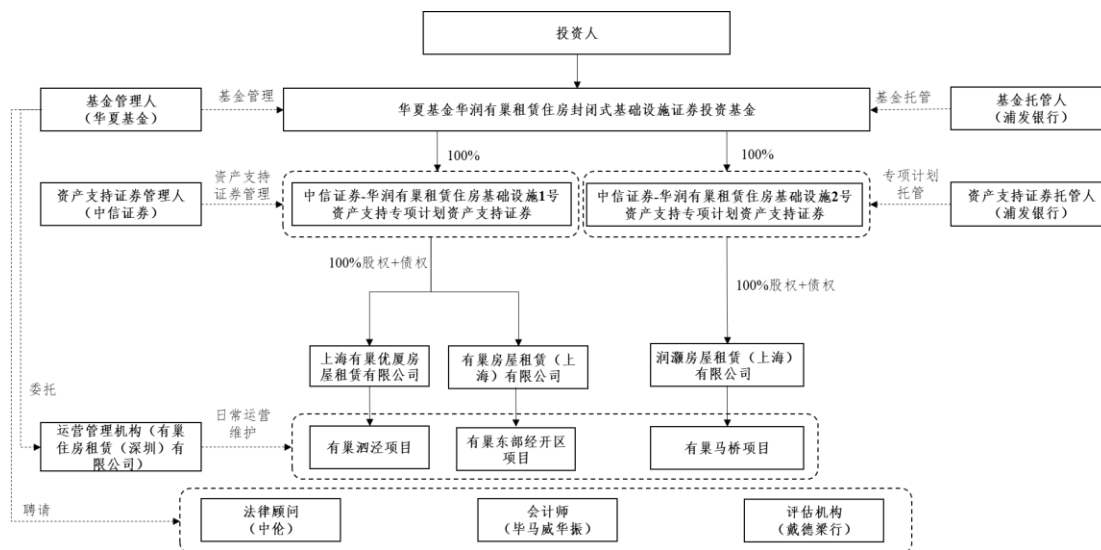 投资人
基金管理人
（华夏基金）
基金管理
华夏基金华润有巢租赁住房封闭式基础设施证券投资基金
基金托管
基金托管人
（浦发银行）
100%
100%
资产支持证券管理人
（中信证券）
资产支持
证券管理
中信证券-华润有巢租赁住房基础设施1号
资产支持专项计划资产支持证券
中信证券-华润有巢租赁住房基础设施2号
资产支持专项计划资产支持证券
专项计划
托管
资产支持证券托管人
（浦发银行）
100%股权+债权
100%股权+债权
上海有巢优厦房
屋租赁有限公司
有巢房屋租赁（上
海）有限公司
润灏房屋租赁（上海）
有限公司
委托
运营管理机构（有巢
住房租赁（深圳）有
限公司）
日常运营
维护
有巢泗泾项目
有巢东部经开区
项目
有巢马桥项目
聘请
法律顾问
（中伦）
会计师
（毕马威华振）
评估机构
（戴德梁行）